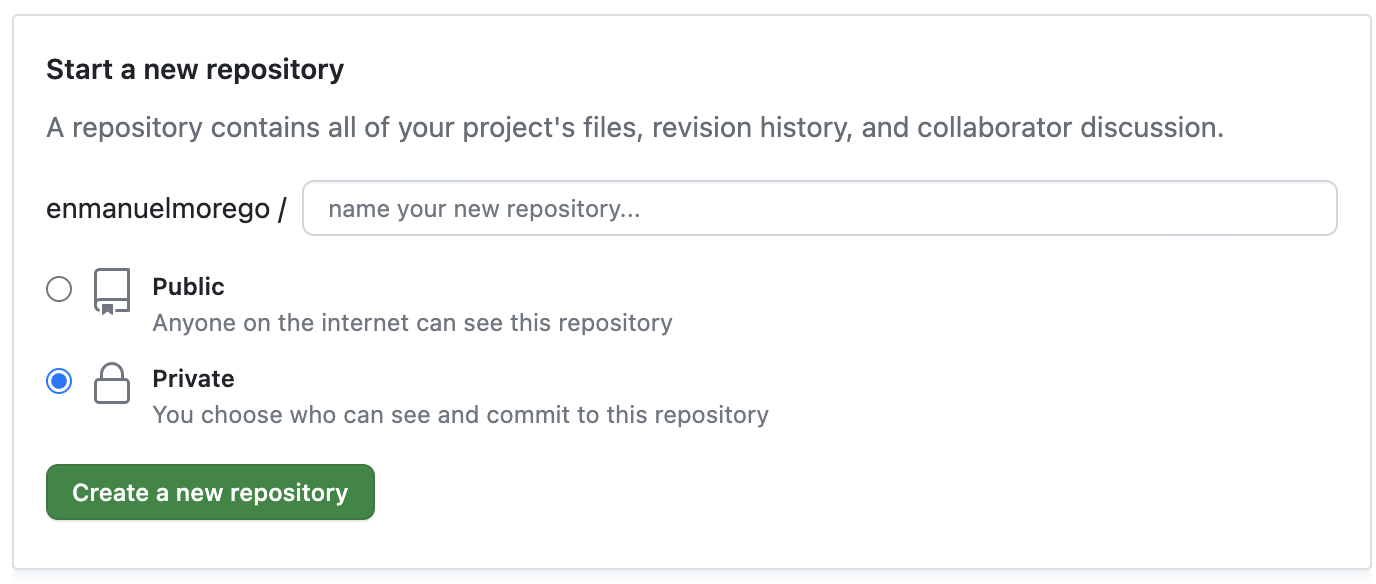 Start a new repository
A repository contains all of your project's files, revision history, and collaborator discussion.
enmanuelmorego / name your new repository...
Public
Anyone on the internet can see this repository
Private
You choose who can see and commit to this repository
Create a new repository